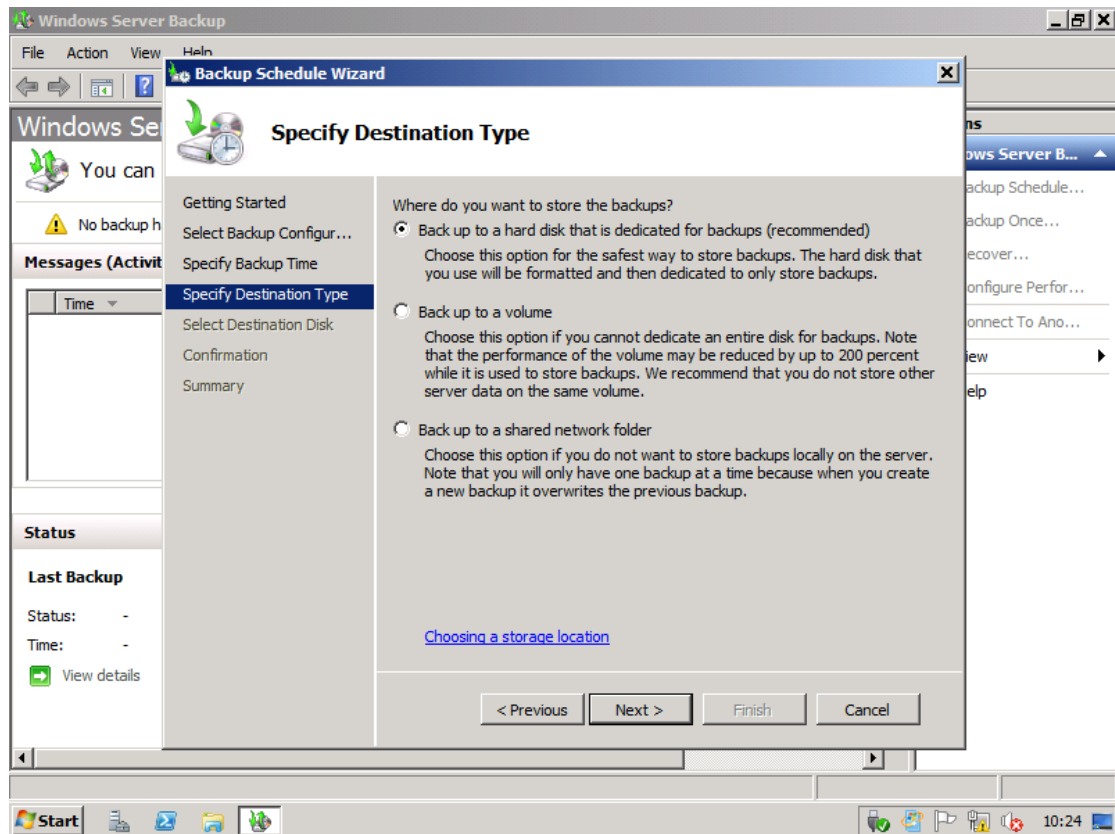 Windows Server Backup
File Action View Help
Backup Schedule Wizard
Windows Se
You can
No backup h
Messages (Activit
Time
Status
Last Backup
Status: -
Time: -
View details
Specify Destination Type
Getting Started
Select Backup Configur...
Specify Backup Time
Specify Destination Type
Select Destination Disk
Confirmation
Summary
Where do you want to store the backups?
Back up to a hard disk that is dedicated for backups (recommended)
Choose this option for the safest way to store backups. The hard disk that
you use will be formatted and then dedicated to only store backups.
Back up to a volume
Choose this option if you cannot dedicate an entire disk for backups. Note
that the performance of the volume may be reduced by up to 200 percent
while it is used to store backups. We recommend that you do not store other
server data on the same volume.
Back up to a shared network folder
Choose this option if you do not want to store backups locally on the server.
Note that you will only have one backup at a time because when you create
a new backup it overwrites the previous backup.
Choosing a storage location
< Previous Next > Finish Cancel
ns
ows Server B...
ackup Schedule...
ackup Once...
ecover...
onfigure Perfor...
onnect To Ano...
iew
elp
Start
10:24